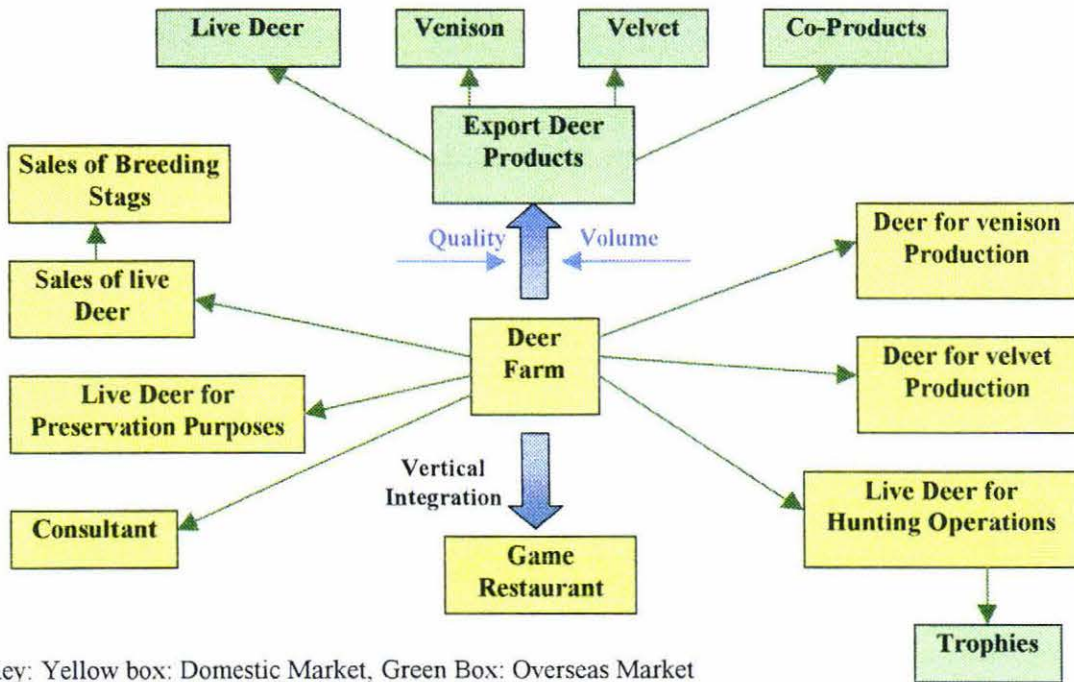 Live Deer
Venison
Velvet
Co-Products
Export Deer
Products
Sales of Breeding
Stags
Quality
Volume
Deer for venison
Production
Sales of live
Deer
Deer
Farm
Deer for velvet
Production
Live Deer for
Preservation Purposes
Vertical
Integration
Live Deer for
Hunting Operations
Consultant
Game
Restaurant
Trophies
ey: Yellow box: Domestic Market, Green Box: Overseas Market